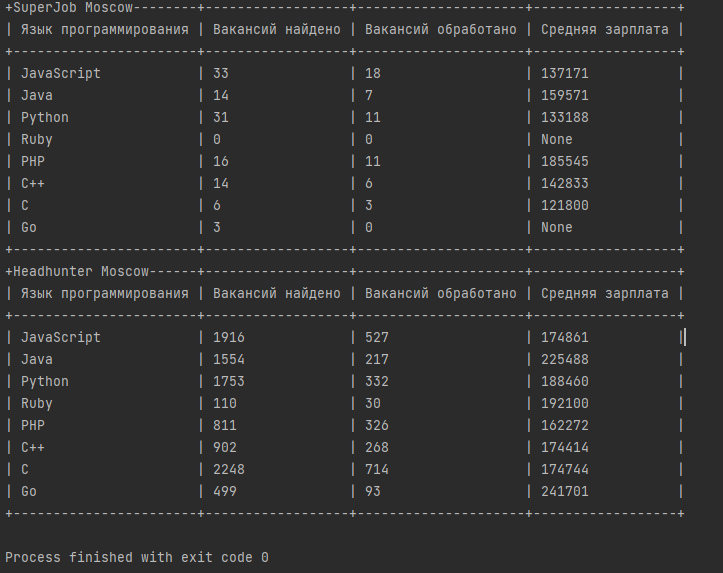 +SuperJob Moscow--------+------------------+---------------------+------------------+
| Язык программирования | Вакансий найдено | Вакансий обработано | Средняя зарплата |
+-----------------------+------------------+---------------------+------------------+
| JavaScript            | 33               | 18                  | 137171           |
| Java                  | 14               | 7                   | 159571           |
| Python                | 31               | 11                  | 133188           |
| Ruby                  | 0                | 0                   | None             |
| PHP                   | 16               | 11                  | 185545           |
| C++                   | 14               | 6                   | 142833           |
| C                     | 6                | 3                   | 121800           |
| Go                    | 3                | 0                   | None             |
+-----------------------+------------------+---------------------+------------------+
+Headhunter Moscow------+------------------+---------------------+------------------+
| Язык программирования | Вакансий найдено | Вакансий обработано | Средняя зарплата |
+-----------------------+------------------+---------------------+------------------+
| JavaScript            | 1916             | 527                 | 174861           |
| Java                  | 1554             | 217                 | 225488           |
| Python                | 1753             | 332                 | 188460           |
| Ruby                  | 110              | 30                  | 192100           |
| PHP                   | 811              | 326                 | 162272           |
| C++                   | 902              | 268                 | 174414           |
| C                     | 2248             | 714                 | 174744           |
| Go                    | 499              | 93                  | 241701           |
+-----------------------+------------------+---------------------+------------------+
Process finished with exit code 0